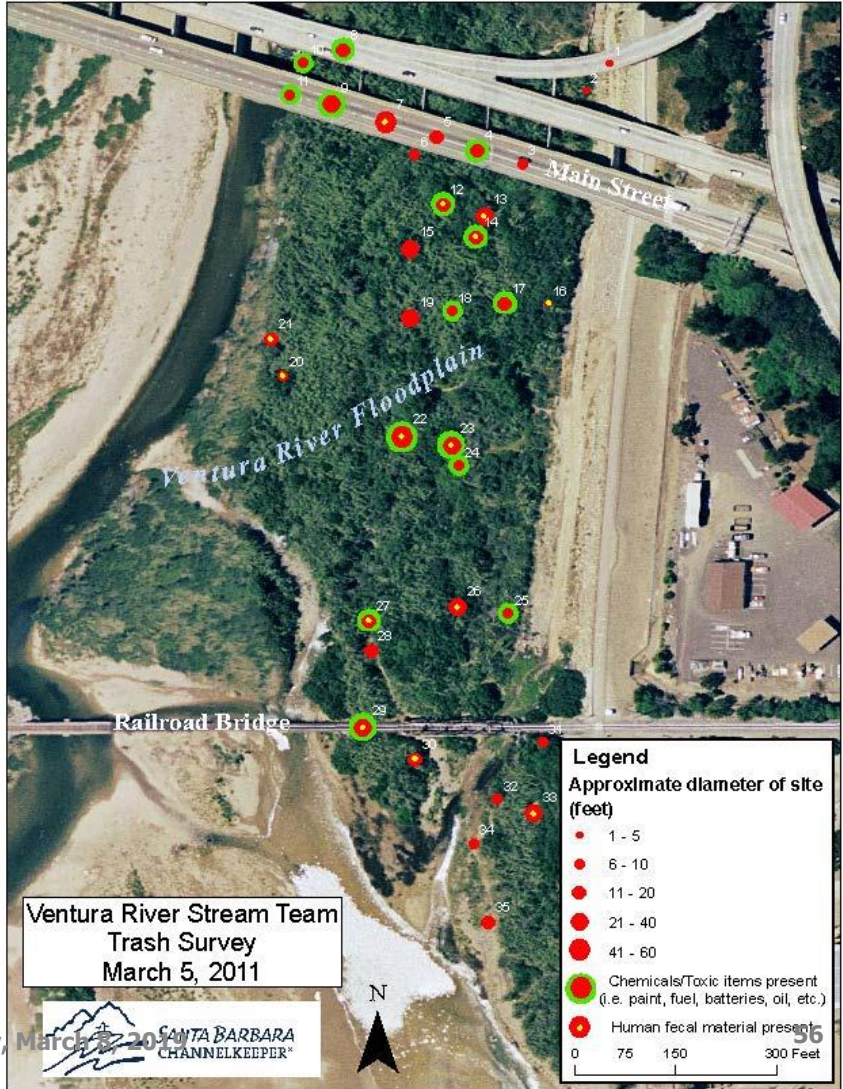 8
10
1
2
11
9
7
5
4
6
3
Main Street
12
13
14
15
16
17
18
19
21
20
Ventura River Floodplain
22
23
24
26
25
27
28
29
Railroad Bridge
30
31
32
33
34
35
Legend
Approximate diameter of site
(feet)
1 - 5
6 - 10
11 - 20
21 - 40
41 - 60
Chemicals/Toxic items present
(i.e. paint, fuel, batteries, oil, etc.)
Human fecal material present
0 75 150 300 Feet
Ventura River Stream Team
Trash Survey
March 5, 2011
N
SANTA BARBARA
CHANNELKEEPER®
, March 8, 2019
56